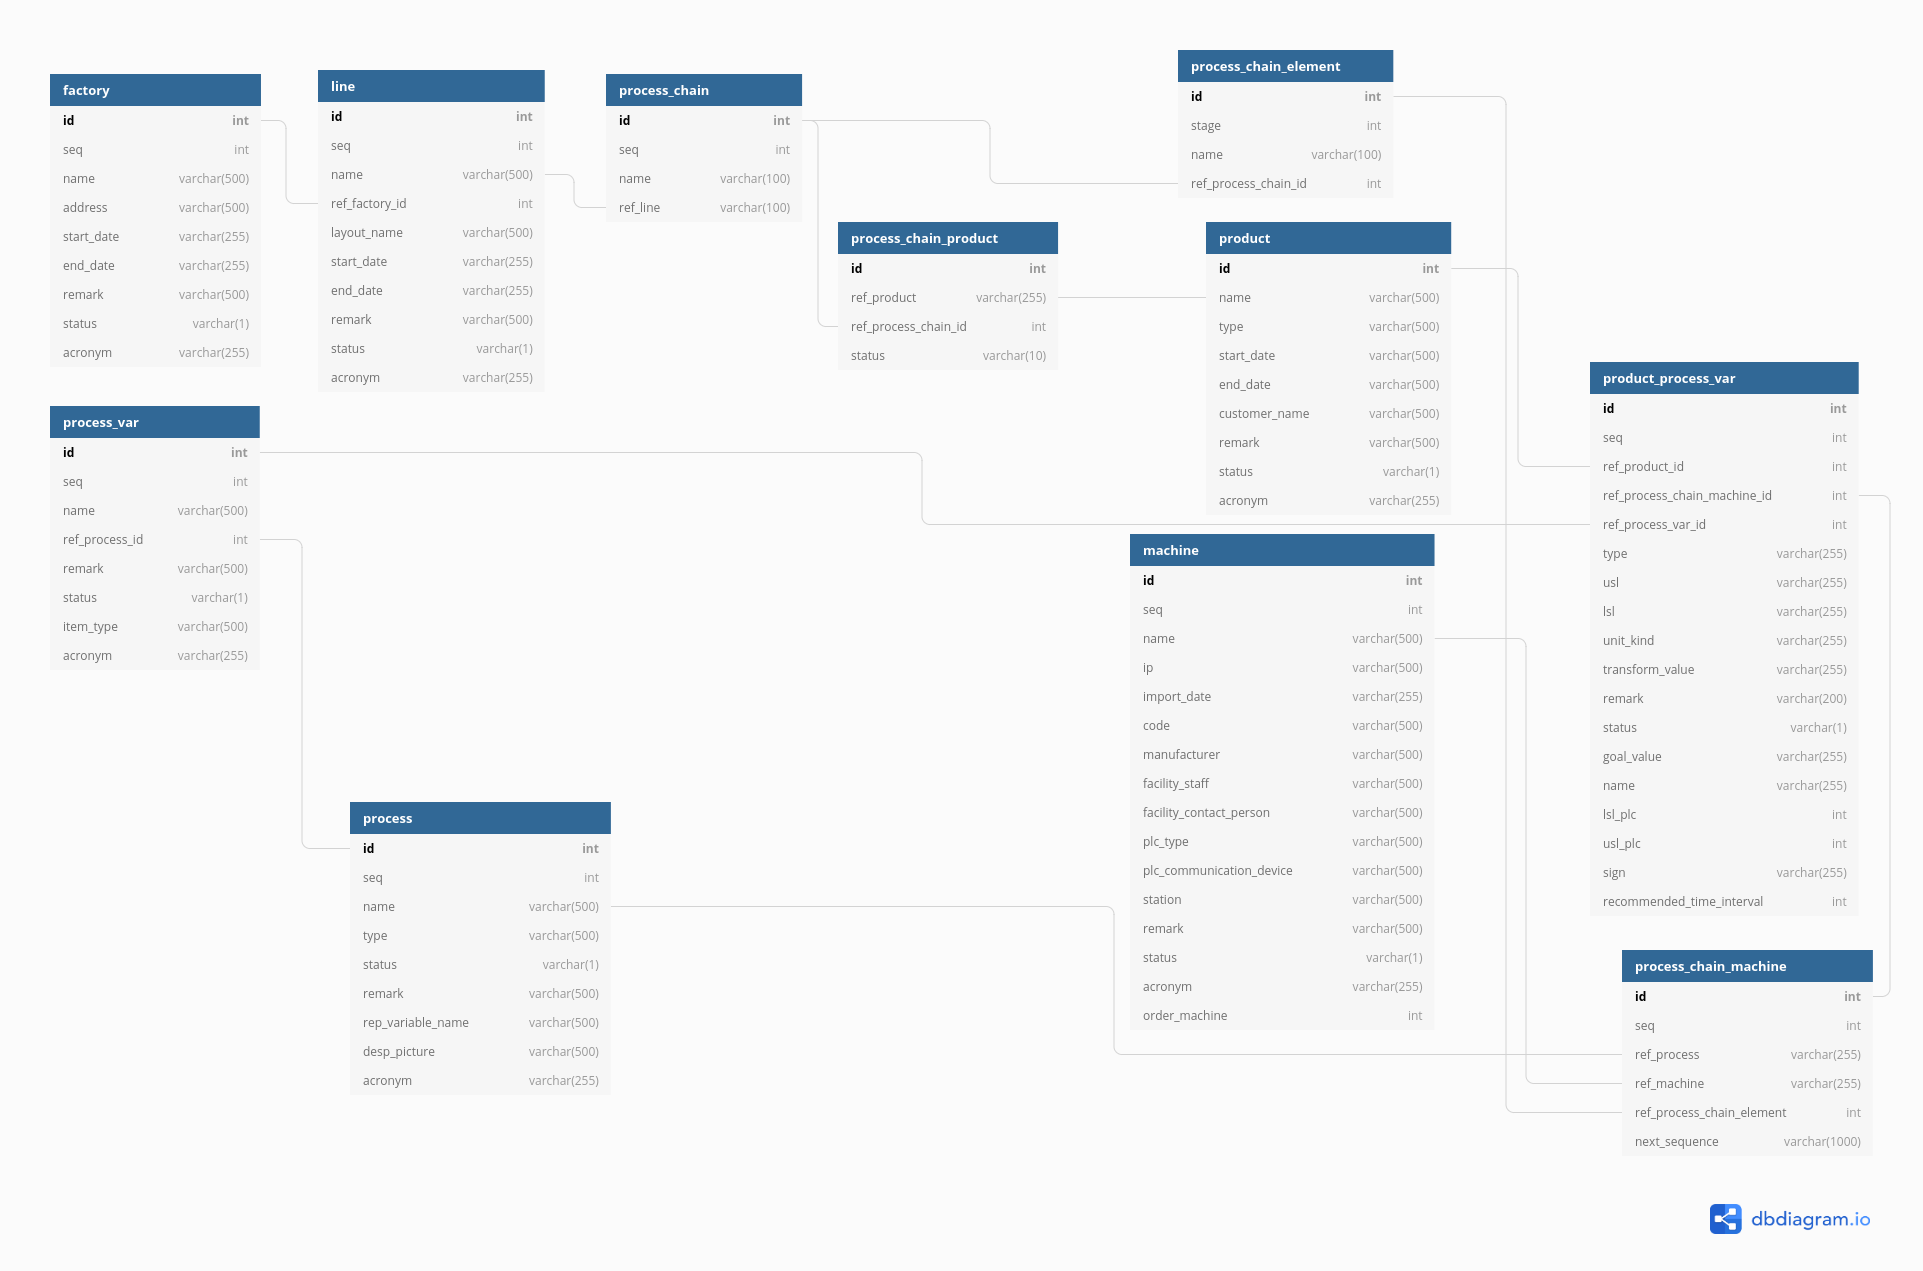 factory
id int
seq int
name varchar(500)
address varchar(500)
start_date varchar(255)
end_date varchar(255)
remark varchar(500)
status varchar(1)
acronym varchar(255)
line
id int
seq int
name varchar(500)
ref_factory_id int
layout_name varchar(500)
start_date varchar(255)
end_date varchar(255)
remark varchar(500)
status varchar(1)
acronym varchar(255)
process_chain
id int
seq int
name varchar(100)
ref_line varchar(100)
process_chain_element
id int
stage int
name varchar(100)
ref_process_chain_id int
process_chain_product
id int
ref_product varchar(255)
ref_process_chain_id int
status varchar(10)
product
id int
name varchar(500)
type varchar(500)
start_date varchar(500)
end_date varchar(500)
customer_name varchar(500)
remark varchar(500)
status varchar(1)
acronym varchar(255)
product_process_var
id int
seq int
ref_product_id int
ref_process_chain_machine_id int
ref_process_var_id int
type varchar(255)
usl varchar(255)
lsl varchar(255)
unit_kind varchar(255)
transform_value varchar(255)
remark varchar(200)
status varchar(1)
goal_value varchar(255)
name varchar(255)
lsl_plc int
usl_plc int
sign varchar(255)
recommended_time_interval int
process_var
id int
seq int
name varchar(500)
ref_process_id int
remark varchar(500)
status varchar(1)
item_type varchar(500)
acronym varchar(255)
machine
id int
seq int
name varchar(500)
ip varchar(500)
import_date varchar(255)
code varchar(500)
manufacturer varchar(500)
facility_staff varchar(500)
facility_contact_person varchar(500)
plc_type varchar(500)
plc_communication_device varchar(500)
station varchar(500)
remark varchar(500)
status varchar(1)
acronym varchar(255)
order_machine int
process
id int
seq int
name varchar(500)
type varchar(500)
status varchar(1)
remark varchar(500)
rep_variable_name varchar(500)
desp_picture varchar(500)
acronym varchar(255)
process_chain_machine
id int
seq int
ref_process varchar(255)
ref_machine varchar(255)
ref_process_chain_element int
next_sequence varchar(1000)
dbdiagram.io